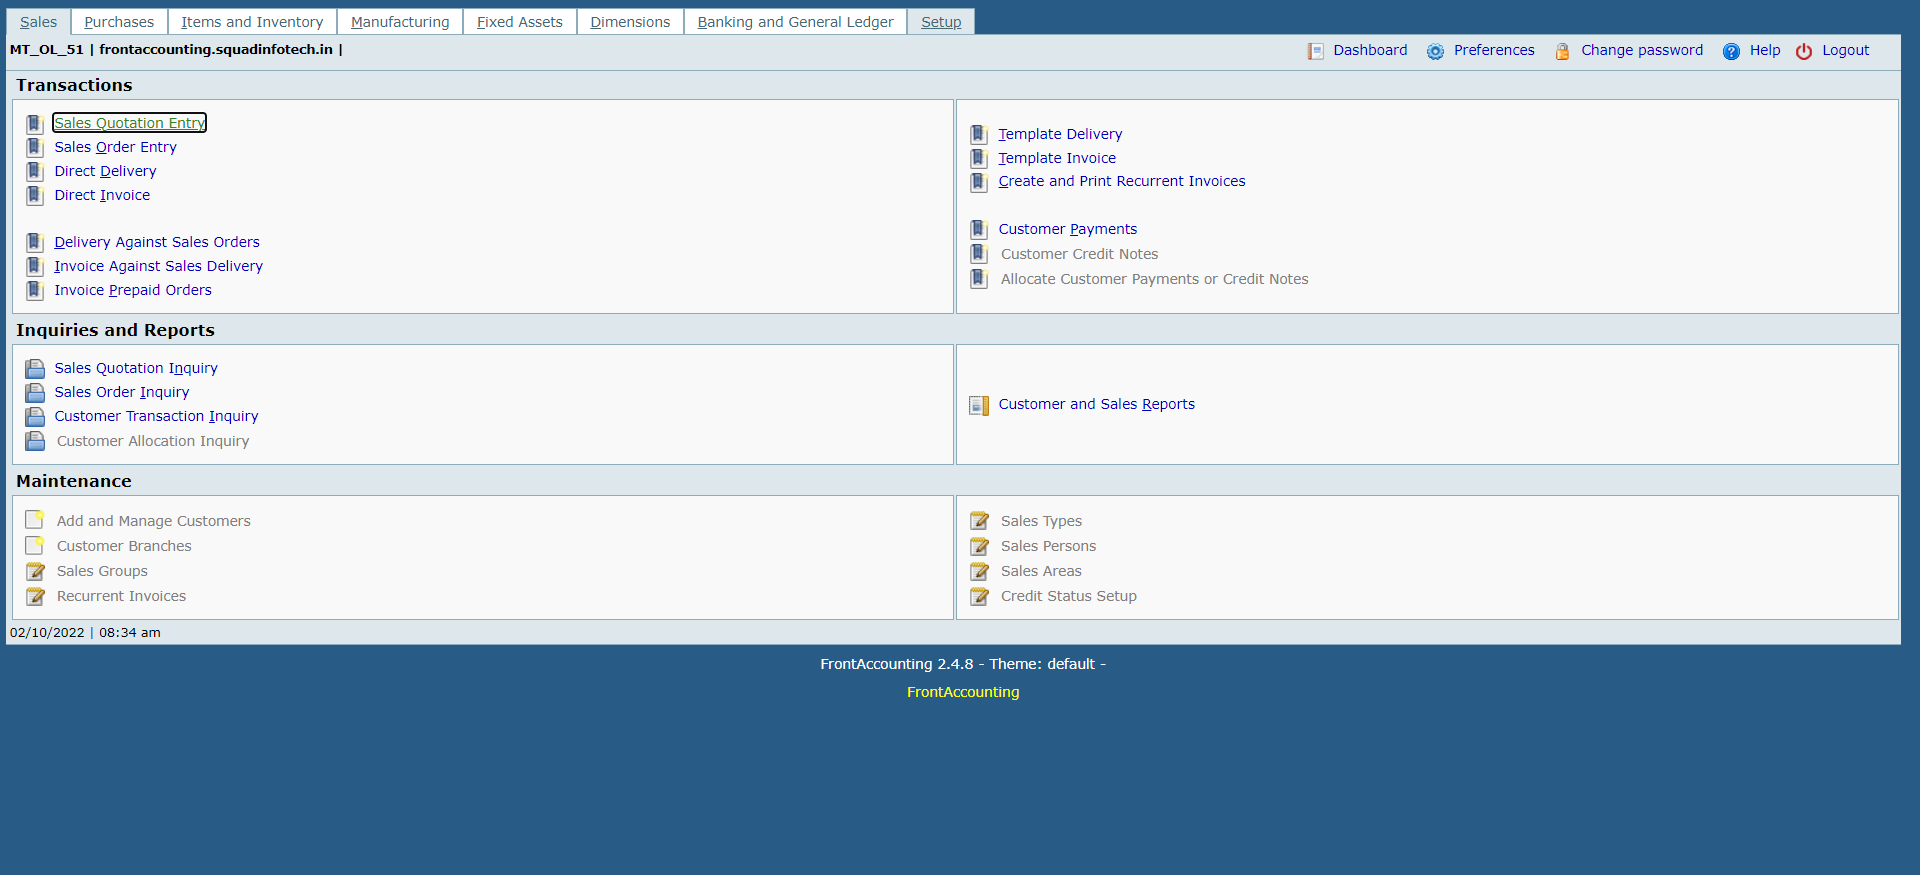 Sales Purchases Items and Inventory Manufacturing Fixed Assets Dimensions Banking and General Ledger Setup
MT_OL_51 | frontaccounting.squadinfotech.in | Dashboard Preferences Change password Help Logout
Transactions
Sales Quotation Entry
Sales Order Entry
Direct Delivery
Direct Invoice
Delivery Against Sales Orders
Invoice Against Sales Delivery
Invoice Prepaid Orders
Template Delivery
Template Invoice
Create and Print Recurrent Invoices
Customer Payments
Customer Credit Notes
Allocate Customer Payments or Credit Notes
Inquiries and Reports
Sales Quotation Inquiry
Sales Order Inquiry
Customer Transaction Inquiry
Customer Allocation Inquiry
Customer and Sales Reports
Maintenance
Add and Manage Customers
Customer Branches
Sales Groups
Recurrent Invoices
Sales Types
Sales Persons
Sales Areas
Credit Status Setup
02/10/2022 | 08:34 am
FrontAccounting 2.4.8 - Theme: default -
FrontAccounting